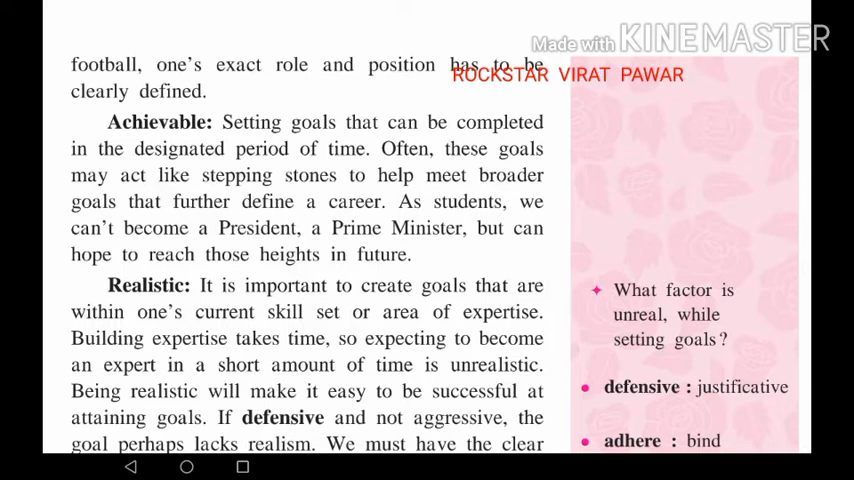 Made with KINEMASTER
football, one's exact role and position has to be
ROCKSTAR VIRAT PAWAR
clearly defined.
Achievable: Setting goals that can be completed
in the designated period of time. Often, these goals
may act like stepping stones to help meet broader
goals that further define a career. As students, we
can't become a President, a Prime Minister, but can
hope to reach those heights in future.
Realistic: It is important to create goals that are
within one's current skill set or area of expertise.
Building expertise takes time, so expecting to become
an expert in a short amount of time is unrealistic.
Being realistic will make it easy to be successful at
attaining goals. If defensive and not aggressive, the
goal perhaps lacks realism. We must have the clear
✦ What factor is
unreal, while
setting goals?
• defensive : justificative
• adhere : bind